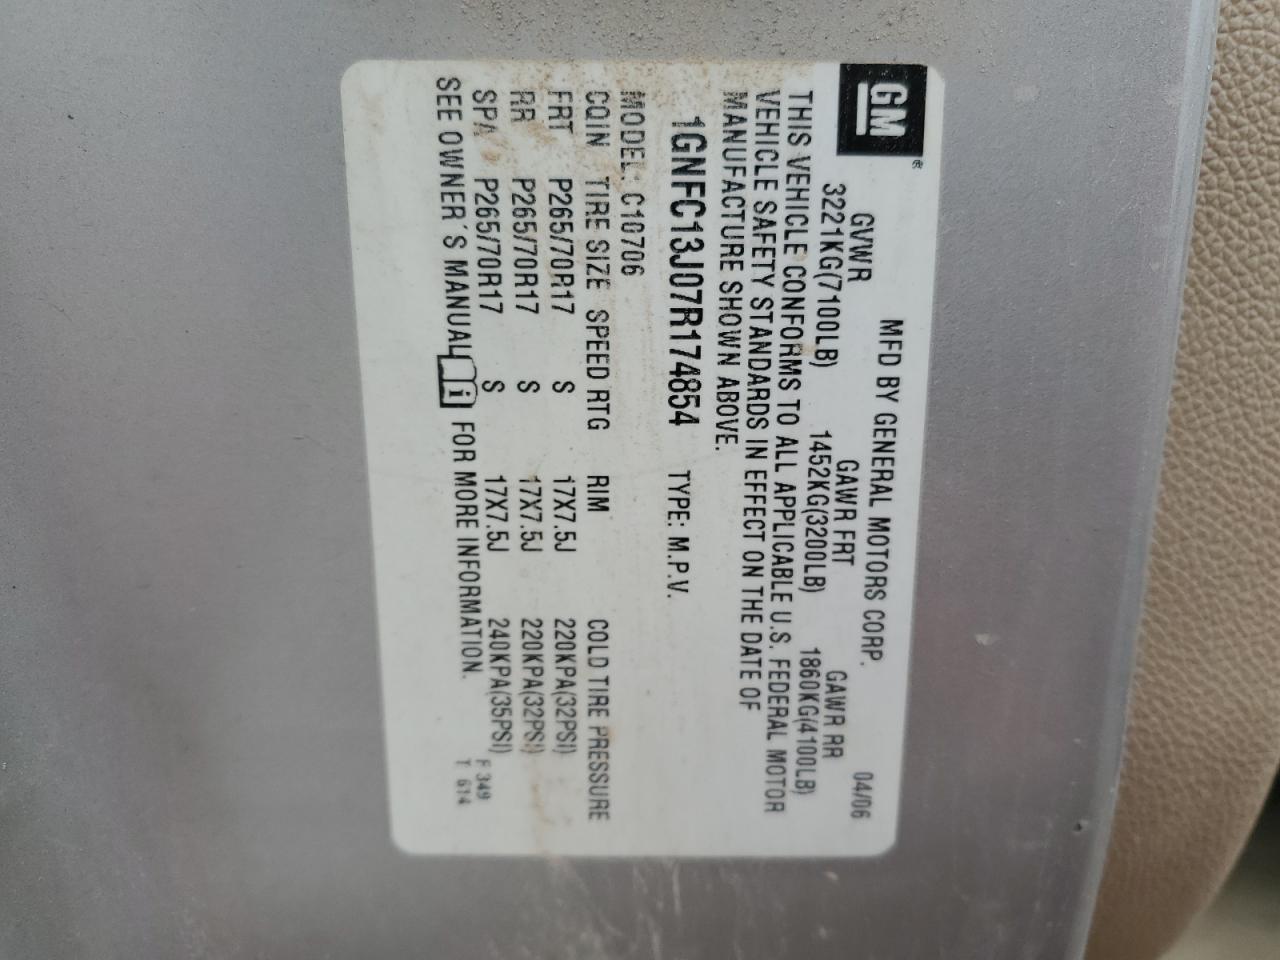 GM®
MFD BY GENERAL MOTORS CORP. 04/06
GVWR GAWR FRT GAWR RR
3221KG(7100LB) 1452KG(3200LB) 1860KG(4100LB)
THIS VEHICLE CONFORMS TO ALL APPLICABLE U.S. FEDERAL MOTOR
VEHICLE SAFETY STANDARDS IN EFFECT ON THE DATE OF
MANUFACTURE SHOWN ABOVE.
1GNFC13J07R174854 TYPE: M.P.V.
MODEL: C10706
CQIN TIRE SIZE SPEED RTG RIM COLD TIRE PRESSURE
FRT P265/70R17 S 17X7.5J 220KPA(32PSI)
RR P265/70R17 S 17X7.5J 220KPA(32PSI)
SPA P265/70R17 S 17X7.5J 240KPA(35PSI)
SEE OWNER'S MANUAL i FOR MORE INFORMATION.
F 349
T 614